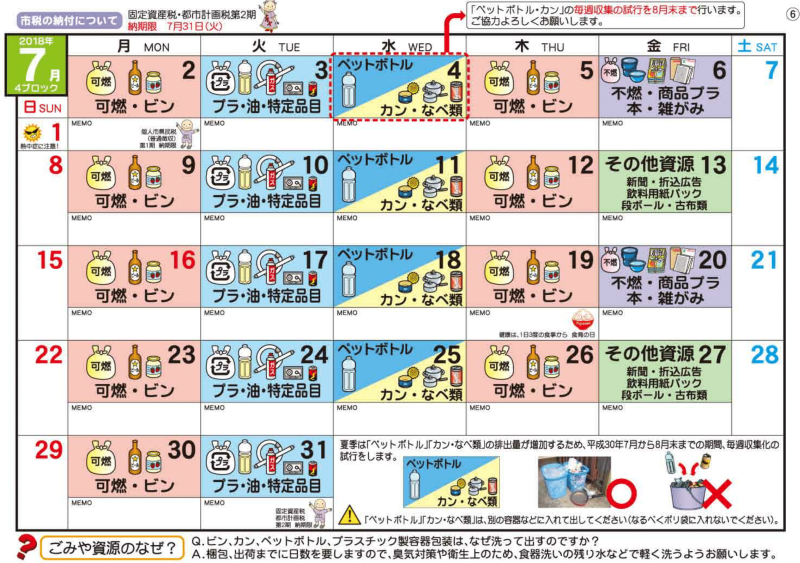 市税の納付について
固定資産税・都市計画税第2期
納期限 7月31日(火)
「ペットボトル・カン」の毎週収集の試行を8月末まで行います。
ご協力よろしくお願いします。
⑥
2018年
7月
4ブロック
日 SUN
月 MON
火 TUE
水 WED
木 THU
金 FRI
土 SAT
1
熱中症に注意!
可燃
2
可燃・ビン
MEMO
個人市県民税
(普通徴収)
第1期 納期限
プラ
ガス
3
プラ・油・特定品目
MEMO
ペットボトル
4
カン・なべ類
MEMO
可燃
5
可燃・ビン
MEMO
不燃
6
不燃・商品プラ
本・雑がみ
MEMO
7
8
可燃
9
可燃・ビン
MEMO
プラ
ガス
10
プラ・油・特定品目
MEMO
ペットボトル
11
カン・なべ類
MEMO
可燃
12
可燃・ビン
MEMO
その他資源 13
新聞・折込広告
飲料用紙パック
段ボール・古布類
MEMO
14
15
可燃
16
可燃・ビン
MEMO
プラ
ガス
17
プラ・油・特定品目
MEMO
ペットボトル
18
カン・なべ類
MEMO
可燃
19
可燃・ビン
MEMO
健康は、1日3度の食事から 食育の日
不燃
20
不燃・商品プラ
本・雑がみ
MEMO
21
22
可燃
23
可燃・ビン
MEMO
プラ
ガス
24
プラ・油・特定品目
MEMO
ペットボトル
25
カン・なべ類
MEMO
可燃
26
可燃・ビン
MEMO
その他資源 27
新聞・折込広告
飲料用紙パック
段ボール・古布類
MEMO
28
29
可燃
30
可燃・ビン
MEMO
プラ
ガス
31
プラ・油・特定品目
MEMO
固定資産税
都市計画税
第2期 納期限
夏季は「ペットボトル」「カン・なべ類」の排出量が増加するため、平成30年7月から8月末までの期間、毎週収集化の
試行をします。
ペットボトル
カン・なべ類
「ペットボトル」「カン・なべ類」は、別の容器などに入れて出してください(なるべくポリ袋に入れないでください)。
ごみや資源のなぜ?
Q.ビン、カン、ペットボトル、プラスチック製容器包装は、なぜ洗って出すのですか?
A.梱包、出荷までに日数を要しますので、臭気対策や衛生上のため、食器洗いの残り水などで軽く洗うようお願いします。